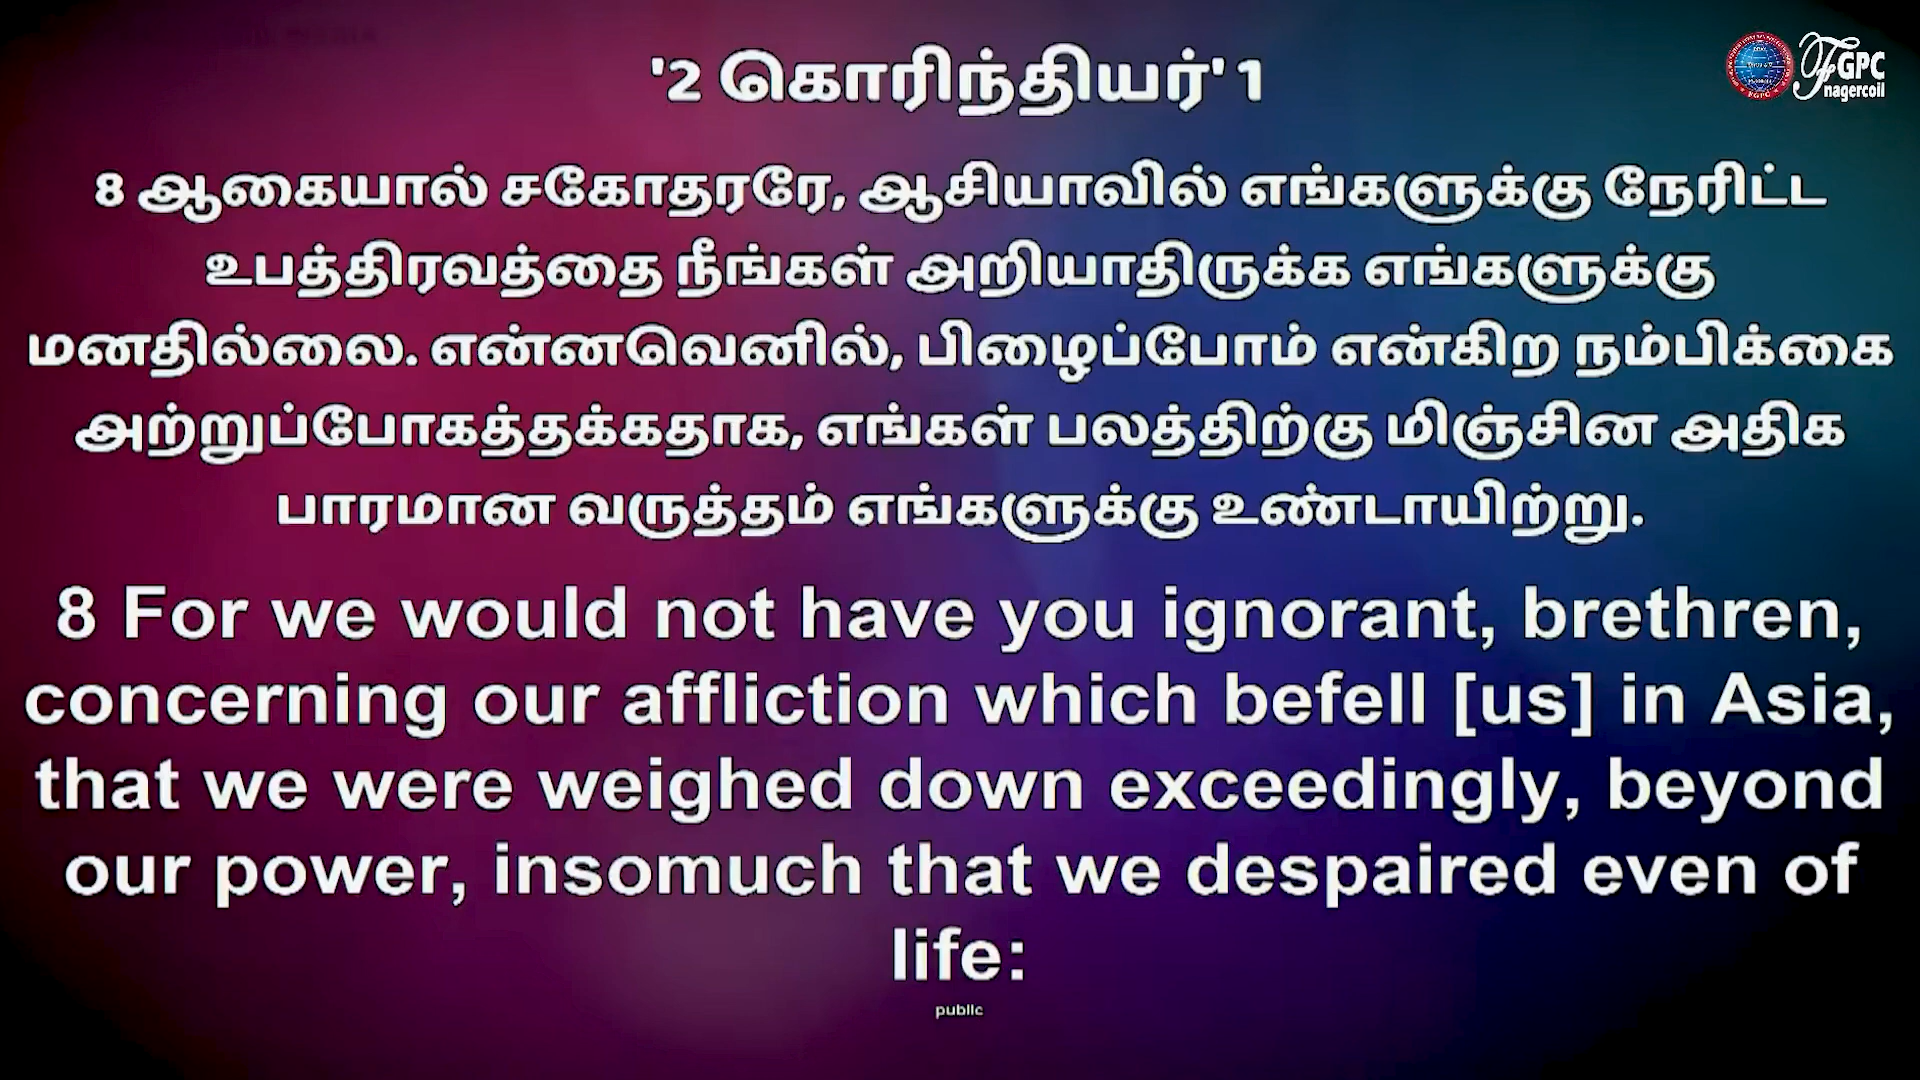 '2 கொரிந்தியர்' 1
FGPC
nagercoil
8 ஆகையால் சகோதரரே, ஆசியாவில் எங்களுக்கு நேரிட்ட
உபத்திரவத்தை நீங்கள் அறியாதிருக்க எங்களுக்கு
மனதில்லை. என்னவெனில், பிழைப்போம் என்கிற நம்பிக்கை
அற்றுப்போகத்தக்கதாக, எங்கள் பலத்திற்கு மிஞ்சின அதிக
பாரமான வருத்தம் எங்களுக்கு உண்டாயிற்று.
8 For we would not have you ignorant, brethren,
concerning our affliction which befell [us] in Asia,
that we were weighed down exceedingly, beyond
our power, insomuch that we despaired even of
life:
public